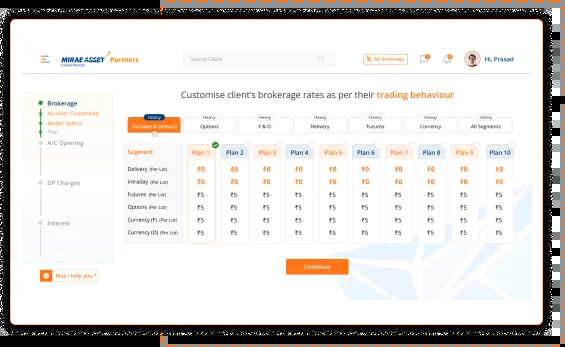 MIRAE ASSET Partners
Capital Markets
Search Client
% Set Brokerage
Hi, Prasad
Customise client's brokerage rates as per their trading behaviour
Brokerage
Account: Customized
Model: Hybrid
Plan
A/C Opening
DP Charges
Interest
May I help you ?
Heavy Heavy Heavy Heavy Heavy Heavy Heavy
Intraday & Delivery Options F & O Delivery Futures Currency All Segments
Segment Plan 1 Plan 2 Plan 3 Plan 4 Plan 5 Plan 6 Plan 7 Plan 8 Plan 9 Plan 10
Delivery (Per Lot) ₹0 ₹0 ₹0 ₹0 ₹0 ₹0 ₹0 ₹0 ₹0 ₹0
Intraday (Per Lot) ₹0 ₹0 ₹0 ₹0 ₹0 ₹0 ₹0 ₹0 ₹0 ₹0
Futures (Per Lot) ₹5 ₹5 ₹5 ₹5 ₹5 ₹5 ₹5 ₹5 ₹5 ₹5
Options (Per Lot) ₹5 ₹5 ₹5 ₹5 ₹5 ₹5 ₹5 ₹5 ₹5 ₹5
Currency (F) (Per Lot) ₹5 ₹5 ₹5 ₹5 ₹5 ₹5 ₹5 ₹5 ₹5 ₹5
Currency (O) (Per Lot) ₹5 ₹5 ₹5 ₹5 ₹5 ₹5 ₹5 ₹5 ₹5 ₹5
Continue